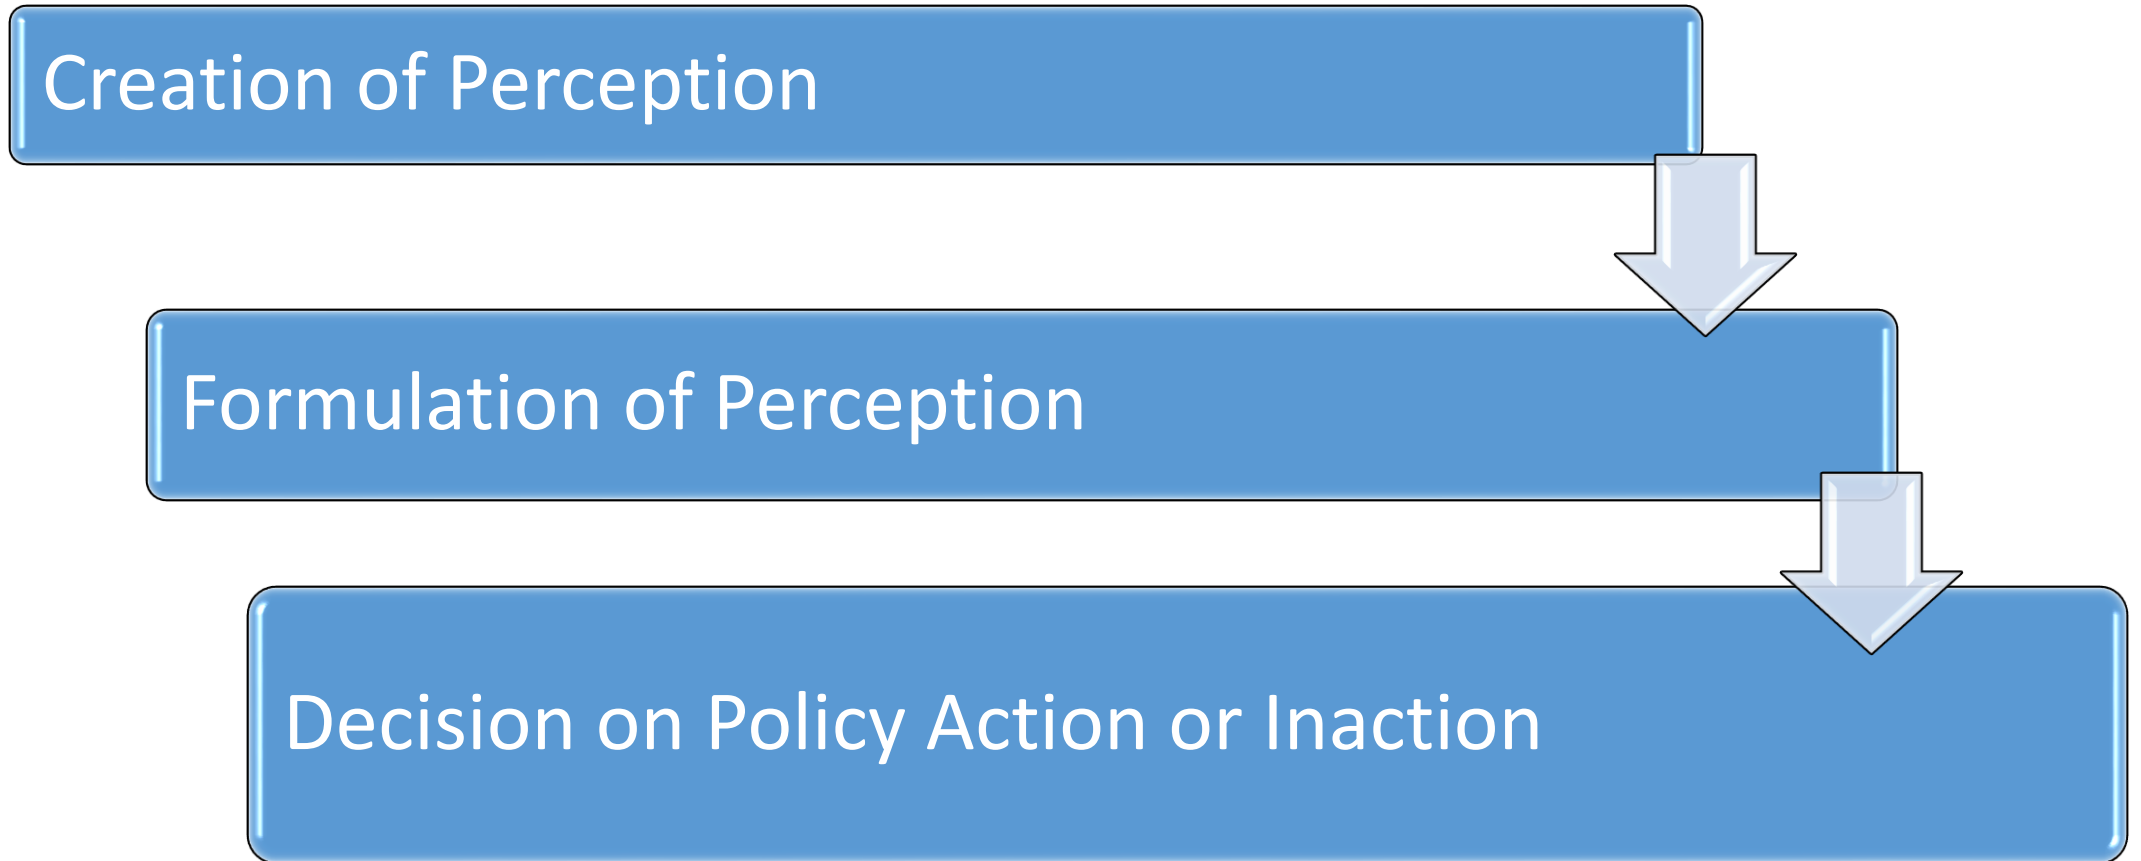 Creation of Perception
Formulation of Perception
Decision on Policy Action or Inaction